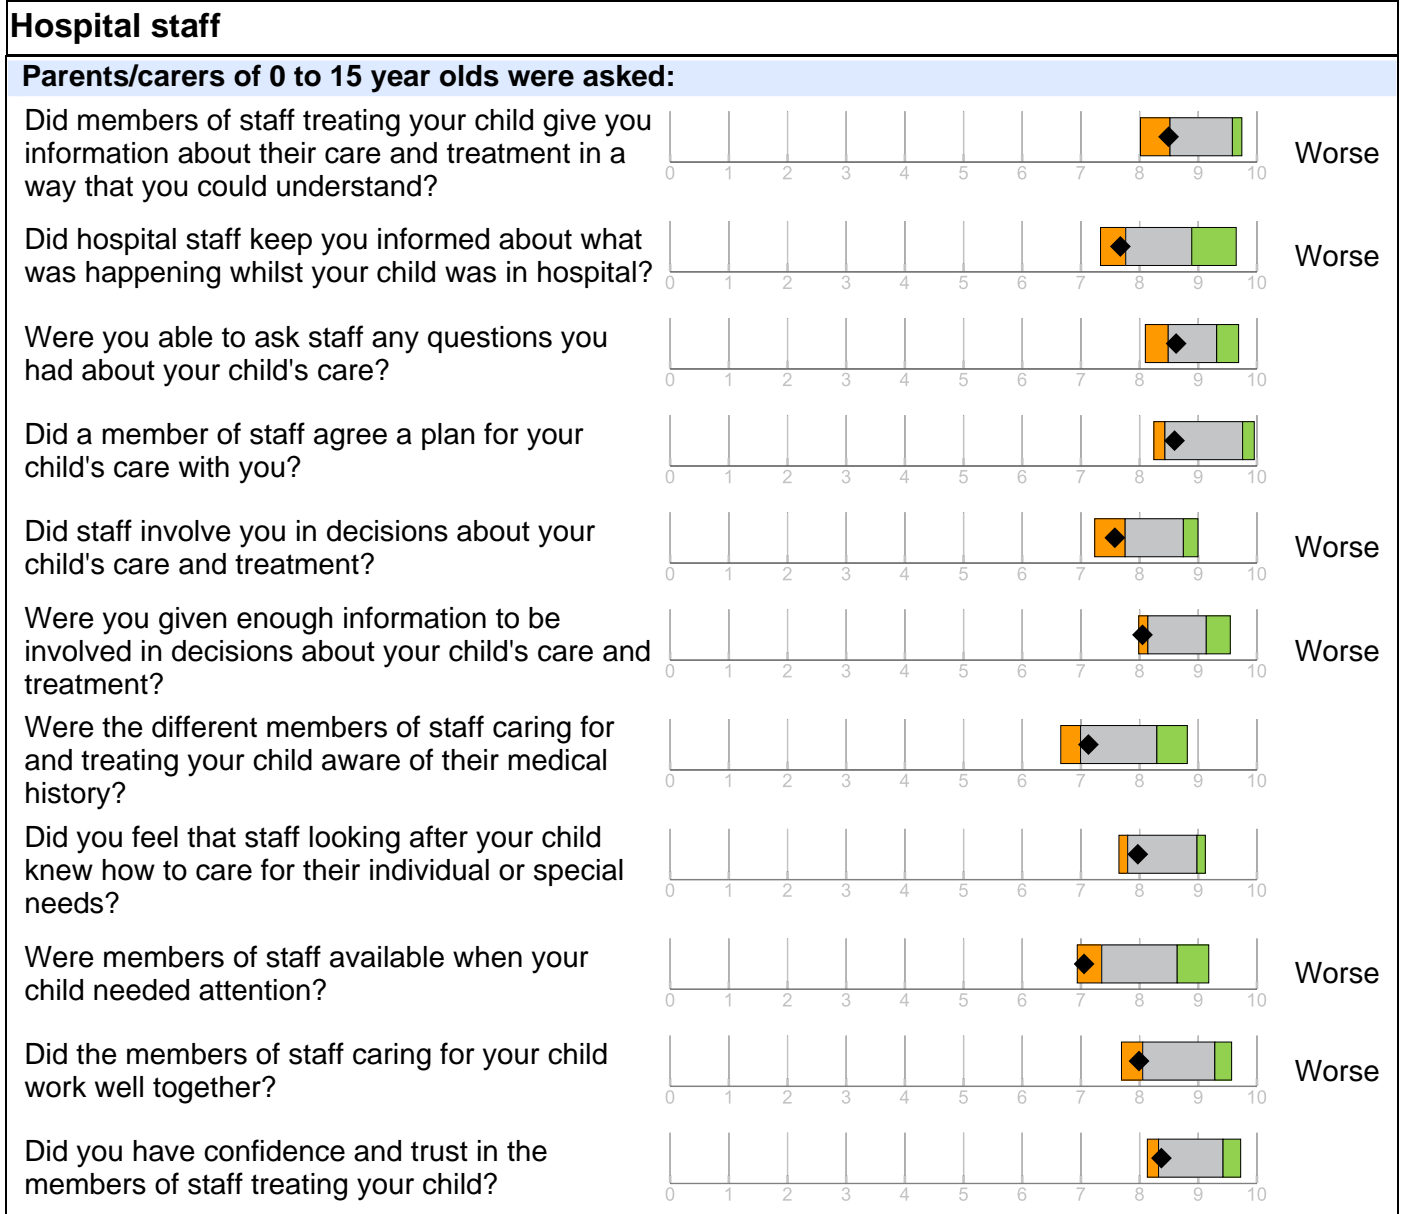 Hospital staff
Parents/carers of 0 to 15 year olds were asked:
Did members of staff treating your child give you
information about their care and treatment in a
way that you could understand?
0 1 2 3 4 5 6 7 8 9 10
Worse
Did hospital staff keep you informed about what
was happening whilst your child was in hospital?
0 1 2 3 4 5 6 7 8 9 10
Worse
Were you able to ask staff any questions you
had about your child's care?
0 1 2 3 4 5 6 7 8 9 10
Did a member of staff agree a plan for your
child's care with you?
0 1 2 3 4 5 6 7 8 9 10
Did staff involve you in decisions about your
child's care and treatment?
0 1 2 3 4 5 6 7 8 9 10
Worse
Were you given enough information to be
involved in decisions about your child's care and
treatment?
0 1 2 3 4 5 6 7 8 9 10
Worse
Were the different members of staff caring for
and treating your child aware of their medical
history?
0 1 2 3 4 5 6 7 8 9 10
Did you feel that staff looking after your child
knew how to care for their individual or special
needs?
0 1 2 3 4 5 6 7 8 9 10
Were members of staff available when your
child needed attention?
0 1 2 3 4 5 6 7 8 9 10
Worse
Did the members of staff caring for your child
work well together?
0 1 2 3 4 5 6 7 8 9 10
Worse
Did you have confidence and trust in the
members of staff treating your child?
0 1 2 3 4 5 6 7 8 9 10